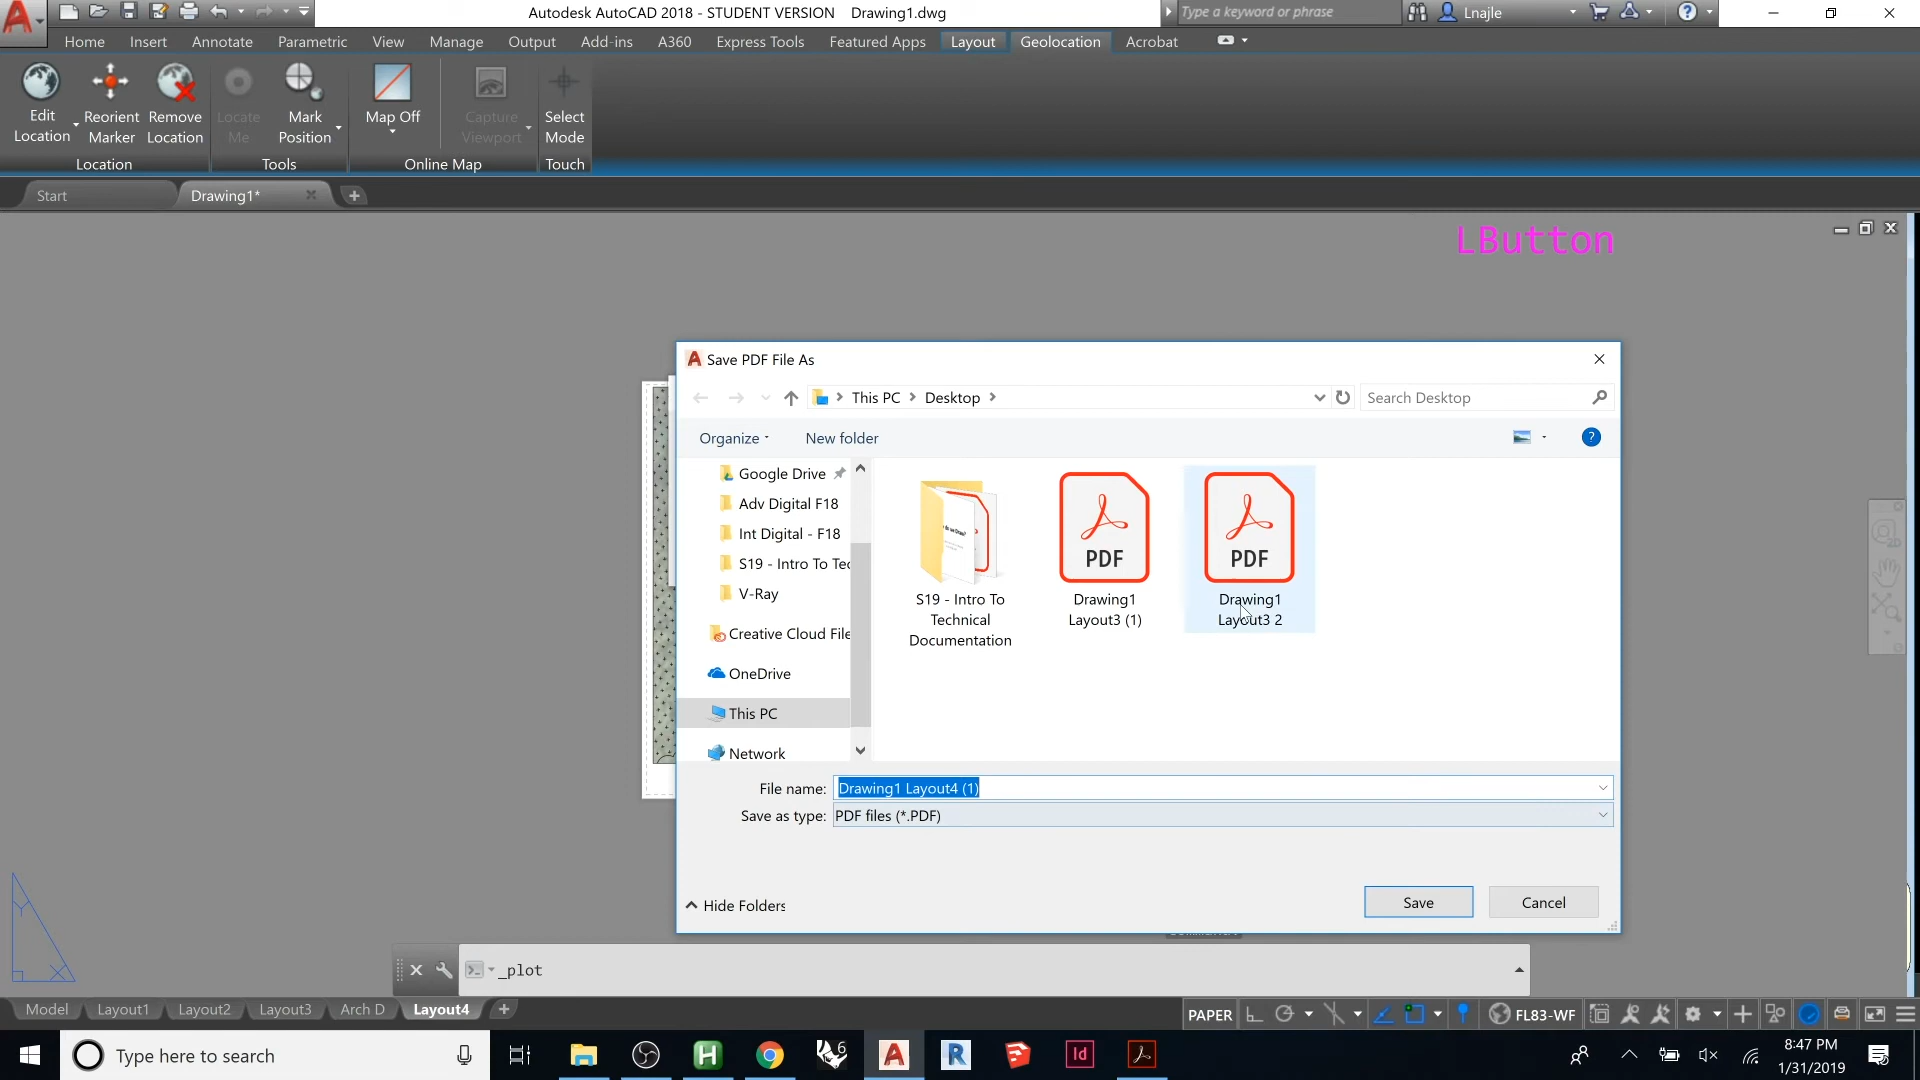 Autodesk AutoCAD 2018 - STUDENT VERSION Drawing1.dwg
Type a keyword or phrase
Lnajle
Home Insert Annotate Parametric View Manage Output Add-ins A360 Express Tools Featured Apps Layout Geolocation Acrobat
Edit Location
Reorient Marker
Remove Location
Locate Me
Mark Position
Map Off
Capture Viewport
Select Mode
Location Tools Online Map Touch
Start Drawing1*
LButton
Save PDF File As
This PC Desktop
Search Desktop
Organize New folder
Google Drive
Adv Digital F18
Int Digital - F18
S19 - Intro To Tec
V-Ray
Creative Cloud File
OneDrive
This PC
Network
S19 - Intro To
Technical
Documentation
PDF
Drawing1
Layout3 (1)
PDF
Drawing1
Layout3 2
File name: Drawing1 Layout4 (1)
Save as type: PDF files (*.PDF)
Hide Folders
Save Cancel
_plot
Model Layout1 Layout2 Layout3 Arch D Layout4
PAPER
FL83-WF
Type here to search
8:47 PM
1/31/2019